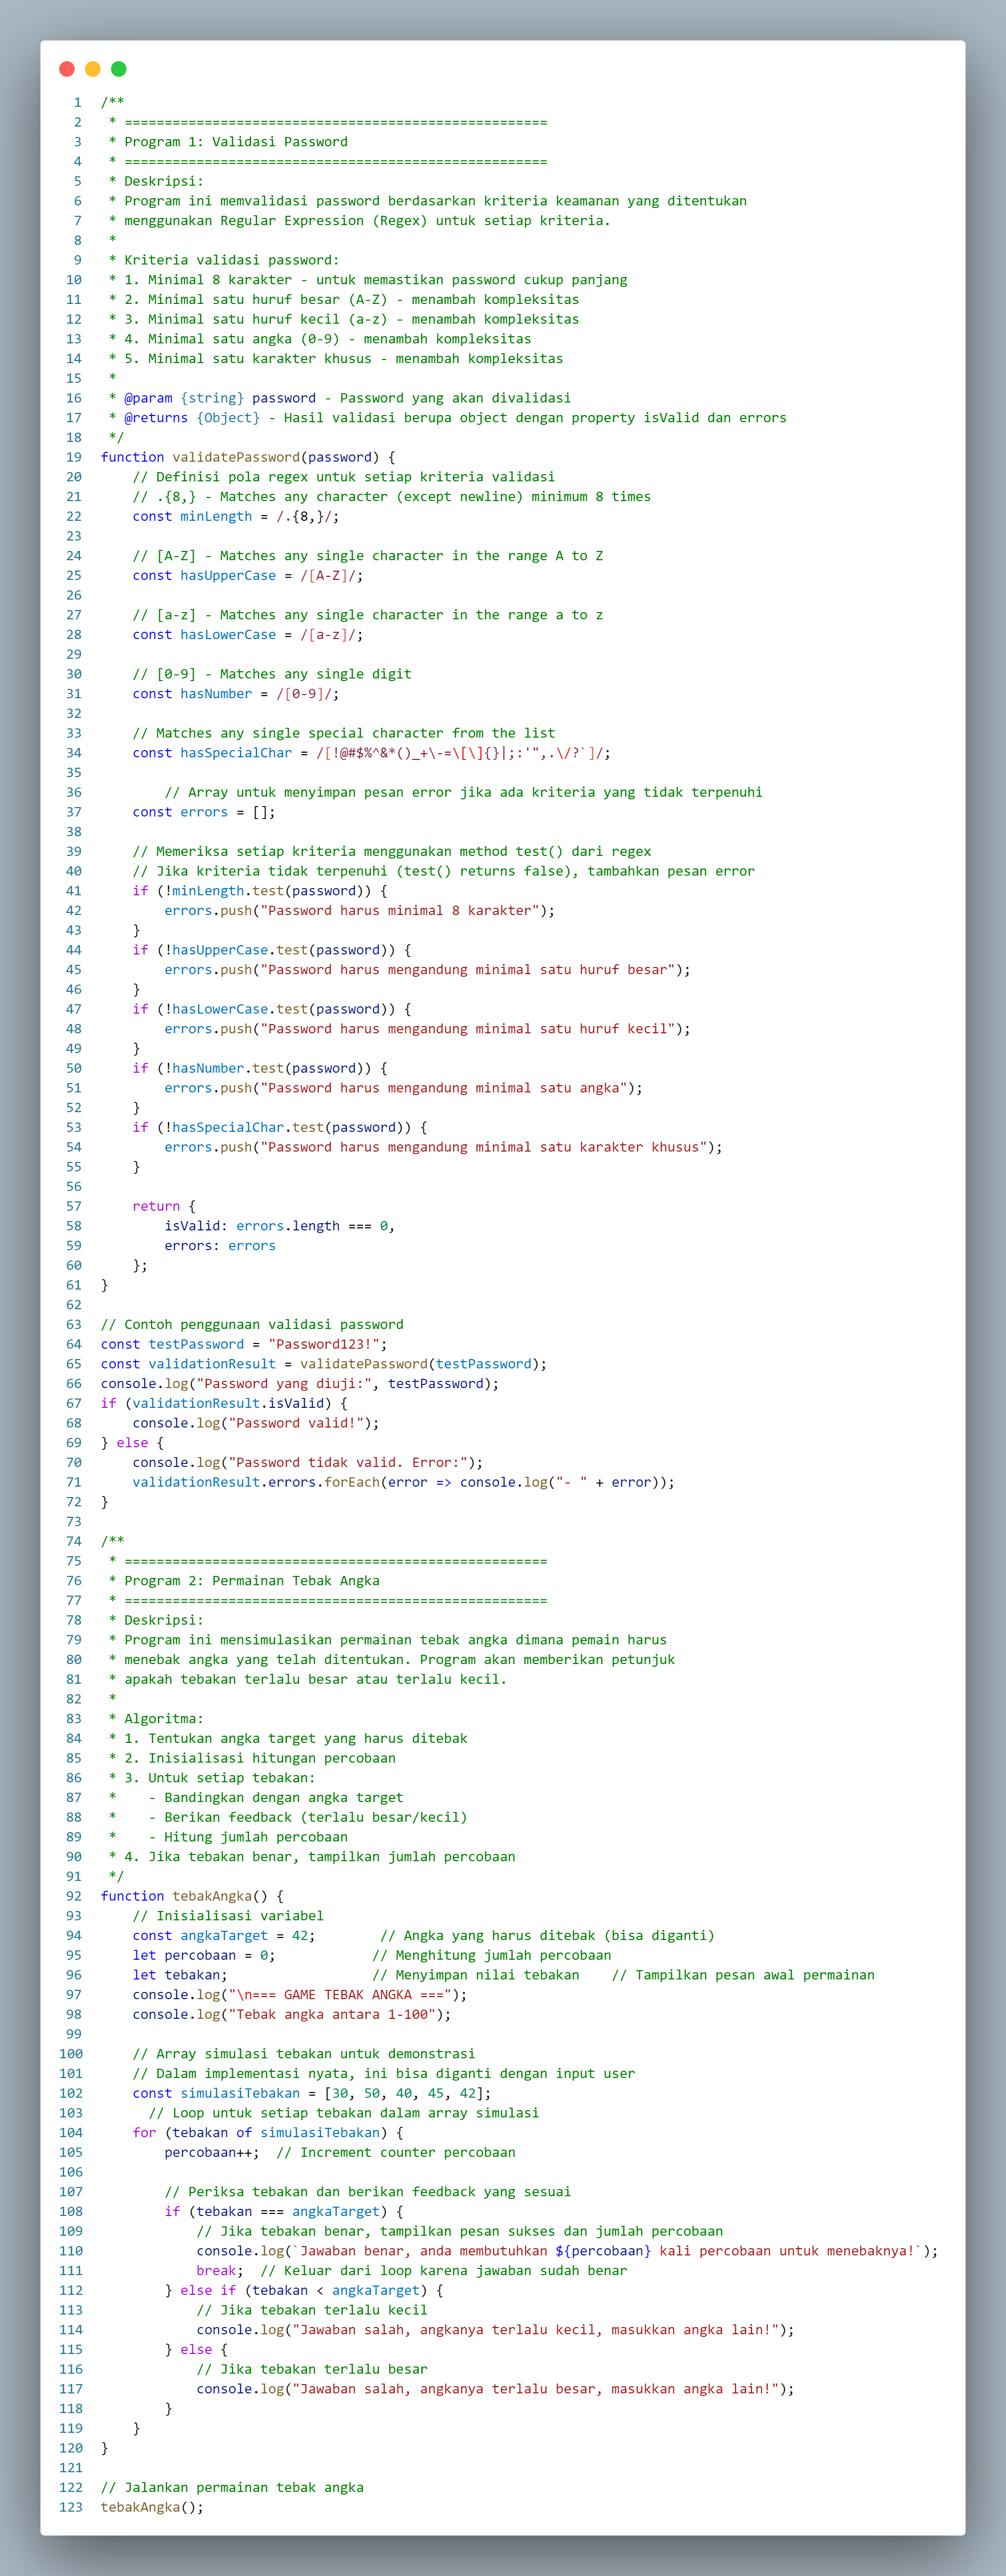 1 /**
2  * =====================================================
3  * Program 1: Validasi Password
4  * =====================================================
5  * Deskripsi:
6  * Program ini memvalidasi password berdasarkan kriteria keamanan yang ditentukan
7  * menggunakan Regular Expression (Regex) untuk setiap kriteria.
8  *
9  * Kriteria validasi password:
10  * 1. Minimal 8 karakter - untuk memastikan password cukup panjang
11  * 2. Minimal satu huruf besar (A-Z) - menambah kompleksitas
12  * 3. Minimal satu huruf kecil (a-z) - menambah kompleksitas
13  * 4. Minimal satu angka (0-9) - menambah kompleksitas
14  * 5. Minimal satu karakter khusus - menambah kompleksitas
15  *
16  * @param {string} password - Password yang akan divalidasi
17  * @returns {Object} - Hasil validasi berupa object dengan property isValid dan errors
18  */
19 function validatePassword(password) {
20     // Definisi pola regex untuk setiap kriteria validasi
21     // .{8,} - Matches any character (except newline) minimum 8 times
22     const minLength = /.{8,}/;
23
24     // [A-Z] - Matches any single character in the range A to Z
25     const hasUpperCase = /[A-Z]/;
26
27     // [a-z] - Matches any single character in the range a to z
28     const hasLowerCase = /[a-z]/;
29
30     // [0-9] - Matches any single digit
31     const hasNumber = /[0-9]/;
32
33     // Matches any single special character from the list
34     const hasSpecialChar = /[!@#$%^&*()_+\-=\[\]{}|;:'",.\/?`]/;
35
36         // Array untuk menyimpan pesan error jika ada kriteria yang tidak terpenuhi
37     const errors = [];
38
39     // Memeriksa setiap kriteria menggunakan method test() dari regex
40     // Jika kriteria tidak terpenuhi (test() returns false), tambahkan pesan error
41     if (!minLength.test(password)) {
42         errors.push("Password harus minimal 8 karakter");
43     }
44     if (!hasUpperCase.test(password)) {
45         errors.push("Password harus mengandung minimal satu huruf besar");
46     }
47     if (!hasLowerCase.test(password)) {
48         errors.push("Password harus mengandung minimal satu huruf kecil");
49     }
50     if (!hasNumber.test(password)) {
51         errors.push("Password harus mengandung minimal satu angka");
52     }
53     if (!hasSpecialChar.test(password)) {
54         errors.push("Password harus mengandung minimal satu karakter khusus");
55     }
56
57     return {
58         isValid: errors.length === 0,
59         errors: errors
60     };
61 }
62
63 // Contoh penggunaan validasi password
64 const testPassword = "Password123!";
65 const validationResult = validatePassword(testPassword);
66 console.log("Password yang diuji:", testPassword);
67 if (validationResult.isValid) {
68     console.log("Password valid!");
69 } else {
70     console.log("Password tidak valid. Error:");
71     validationResult.errors.forEach(error => console.log("- " + error));
72 }
73
74 /**
75  * =====================================================
76  * Program 2: Permainan Tebak Angka
77  * =====================================================
78  * Deskripsi:
79  * Program ini mensimulasikan permainan tebak angka dimana pemain harus
80  * menebak angka yang telah ditentukan. Program akan memberikan petunjuk
81  * apakah tebakan terlalu besar atau terlalu kecil.
82  *
83  * Algoritma:
84  * 1. Tentukan angka target yang harus ditebak
85  * 2. Inisialisasi hitungan percobaan
86  * 3. Untuk setiap tebakan:
87  *    - Bandingkan dengan angka target
88  *    - Berikan feedback (terlalu besar/kecil)
89  *    - Hitung jumlah percobaan
90  * 4. Jika tebakan benar, tampilkan jumlah percobaan
91  */
92 function tebakAngka() {
93     // Inisialisasi variabel
94     const angkaTarget = 42;        // Angka yang harus ditebak (bisa diganti)
95     let percobaan = 0;            // Menghitung jumlah percobaan
96     let tebakan;                  // Menyimpan nilai tebakan    // Tampilkan pesan awal permainan
97     console.log("\n=== GAME TEBAK ANGKA ===");
98     console.log("Tebak angka antara 1-100");
99
100     // Array simulasi tebakan untuk demonstrasi
101     // Dalam implementasi nyata, ini bisa diganti dengan input user
102     const simulasiTebakan = [30, 50, 40, 45, 42];
103       // Loop untuk setiap tebakan dalam array simulasi
104     for (tebakan of simulasiTebakan) {
105         percobaan++;  // Increment counter percobaan
106
107         // Periksa tebakan dan berikan feedback yang sesuai
108         if (tebakan === angkaTarget) {
109             // Jika tebakan benar, tampilkan pesan sukses dan jumlah percobaan
110             console.log(`Jawaban benar, anda membutuhkan ${percobaan} kali percobaan untuk menebaknya!`);
111             break;  // Keluar dari loop karena jawaban sudah benar
112         } else if (tebakan < angkaTarget) {
113             // Jika tebakan terlalu kecil
114             console.log("Jawaban salah, angkanya terlalu kecil, masukkan angka lain!");
115         } else {
116             // Jika tebakan terlalu besar
117             console.log("Jawaban salah, angkanya terlalu besar, masukkan angka lain!");
118         }
119     }
120 }
121
122 // Jalankan permainan tebak angka
123 tebakAngka();